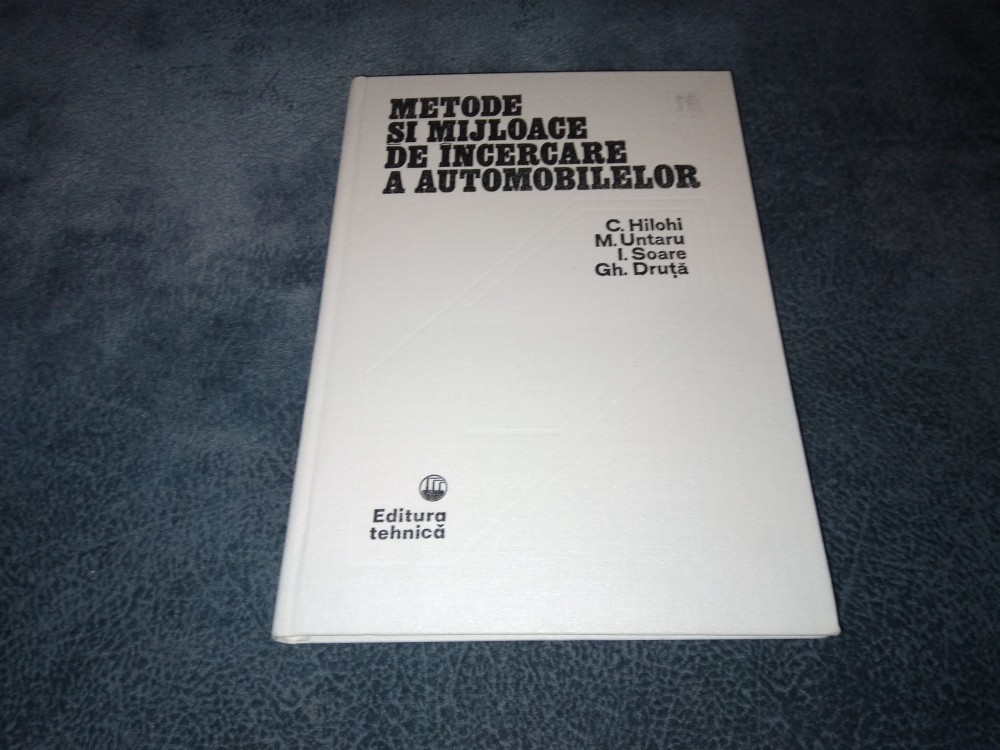 METODE
SI MIJLOACE
DE ÎNCERCARE
A AUTOMOBILELOR
C. Hilohi
M. Untaru
I. Soare
Gh. Druță
Editura
tehnică